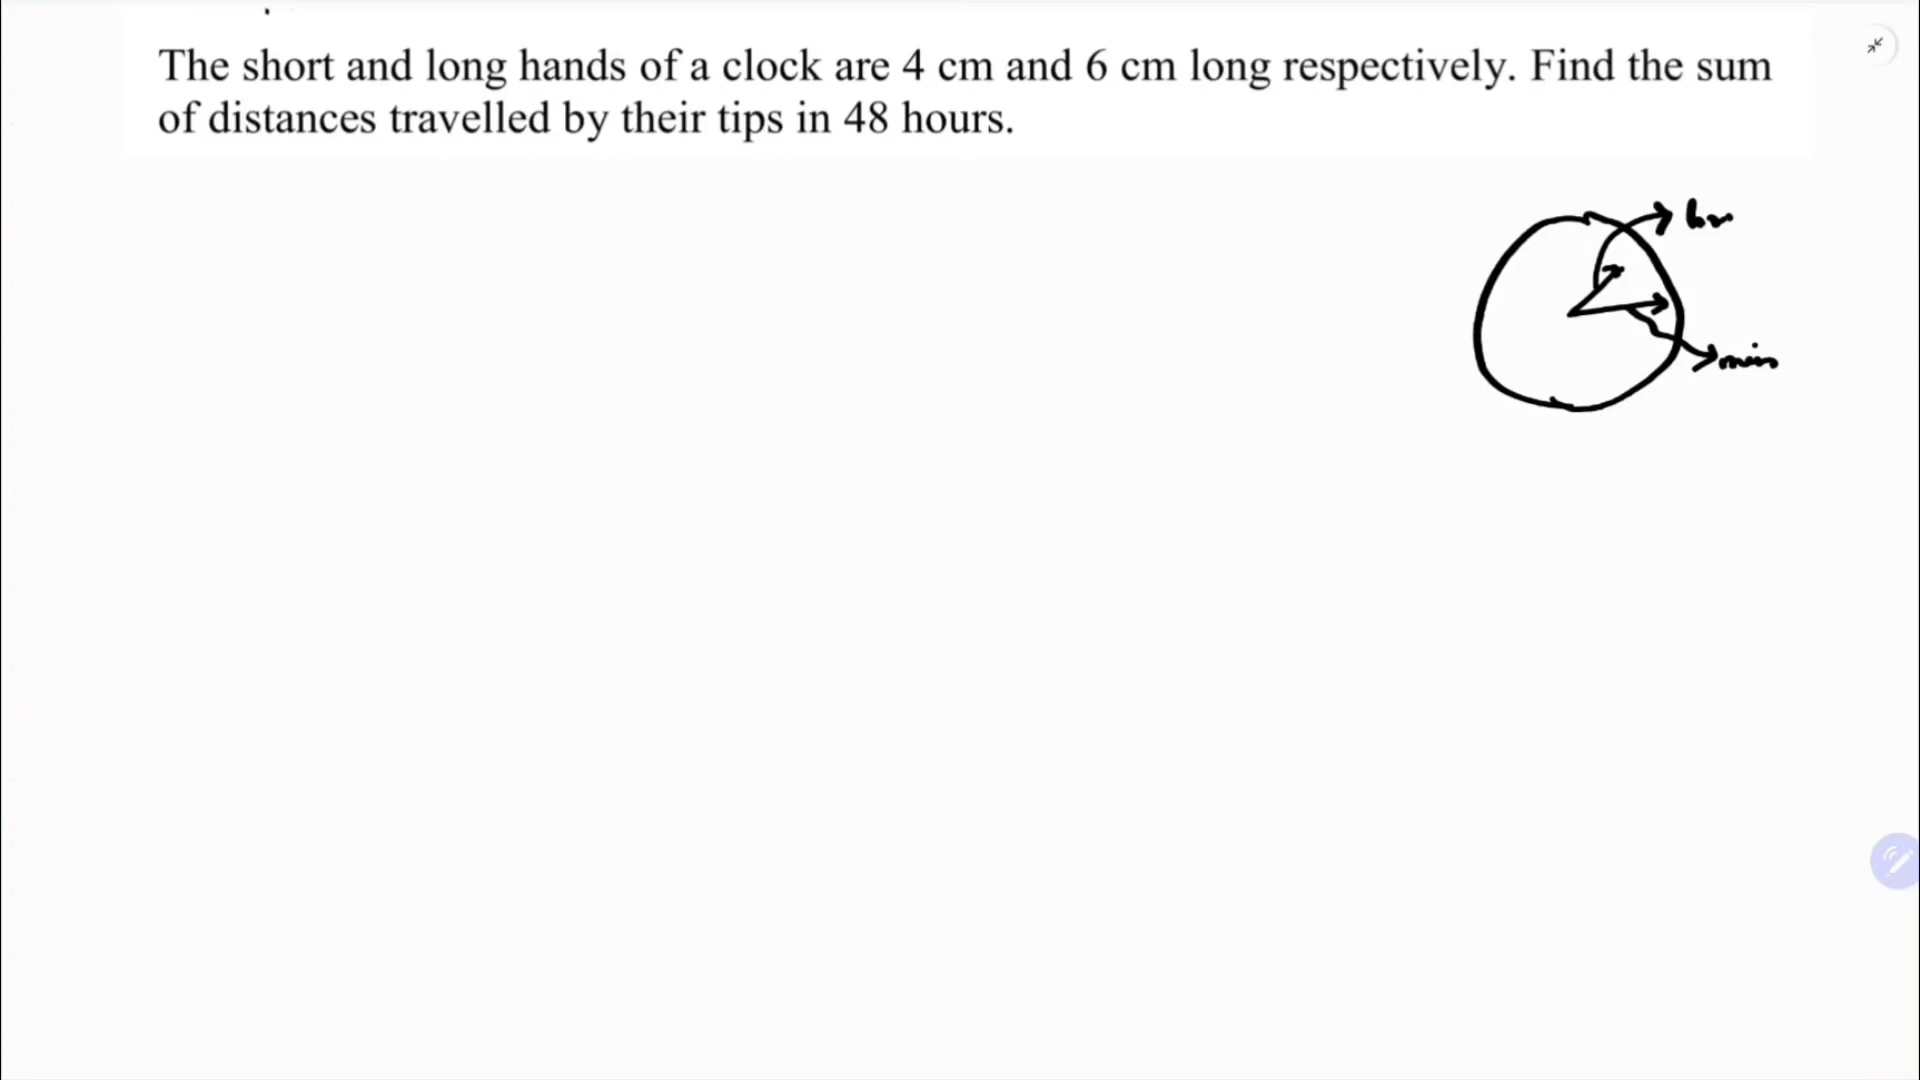 The short and long hands of a clock are 4 cm and 6 cm long respectively. Find the sum
of distances travelled by their tips in 48 hours.
hr
min